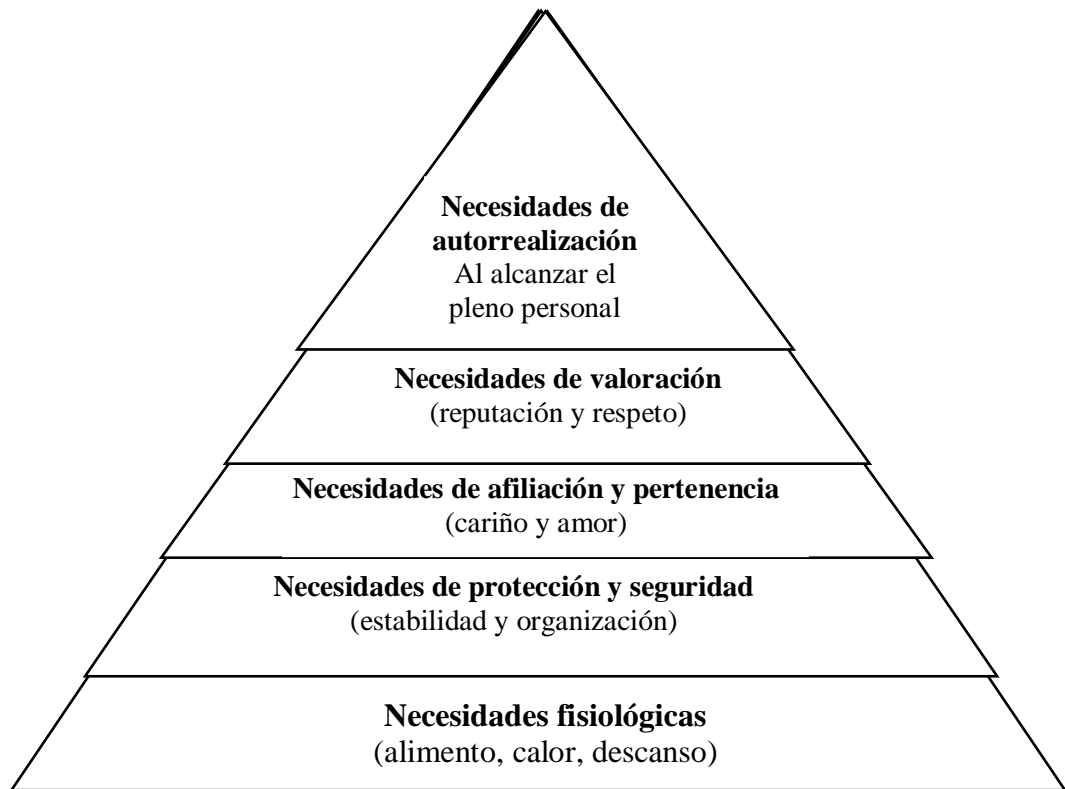 Necesidades de
autorrealización
Al alcanzar el
pleno personal
Necesidades de valoración
(reputación y respeto)
Necesidades de afiliación y pertenencia
(cariño y amor)
Necesidades de protección y seguridad
(estabilidad y organización)
Necesidades fisiológicas
(alimento, calor, descanso)